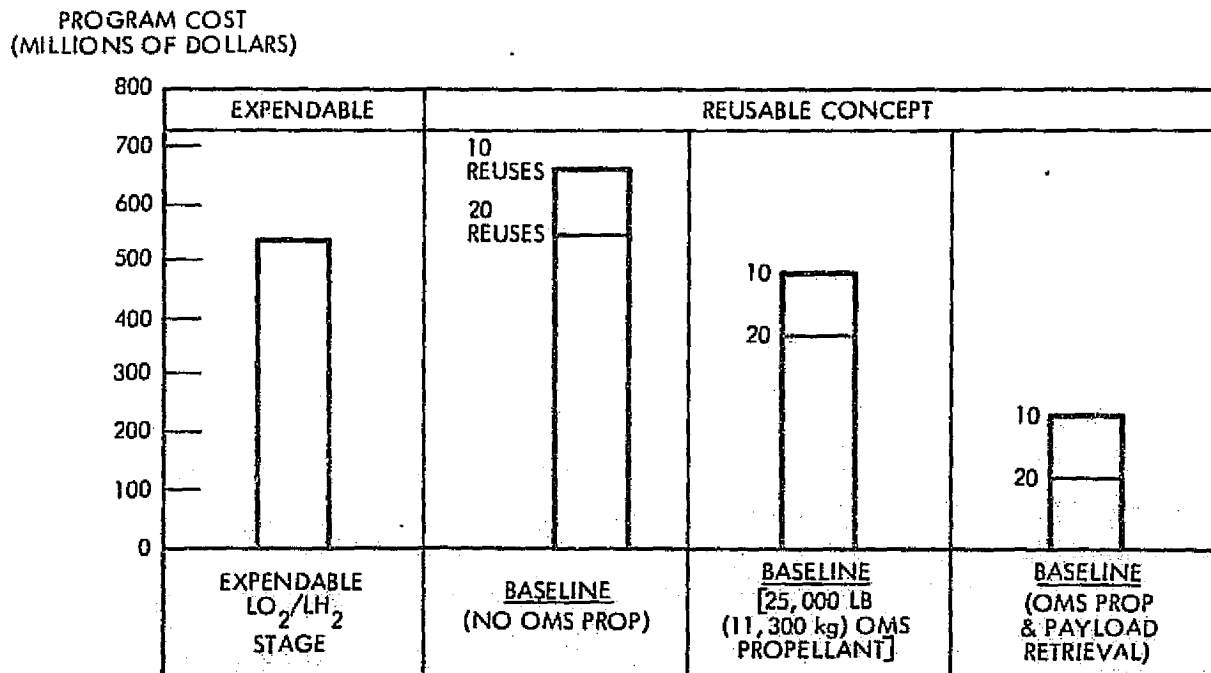 PROGRAM COST
(MILLIONS OF DOLLARS)
800
700
600
500
400
300
200
100
0
EXPENDABLE
REUSABLE CONCEPT
10
REUSES
20
REUSES
10
20
10
20
EXPENDABLE
LO₂/LH₂
STAGE
BASELINE
(NO OMS PROP)
BASELINE
[25,000 LB
(11,300 kg) OMS
PROPELLANT]
BASELINE
(OMS PROP
& PAYLOAD
RETRIEVAL)